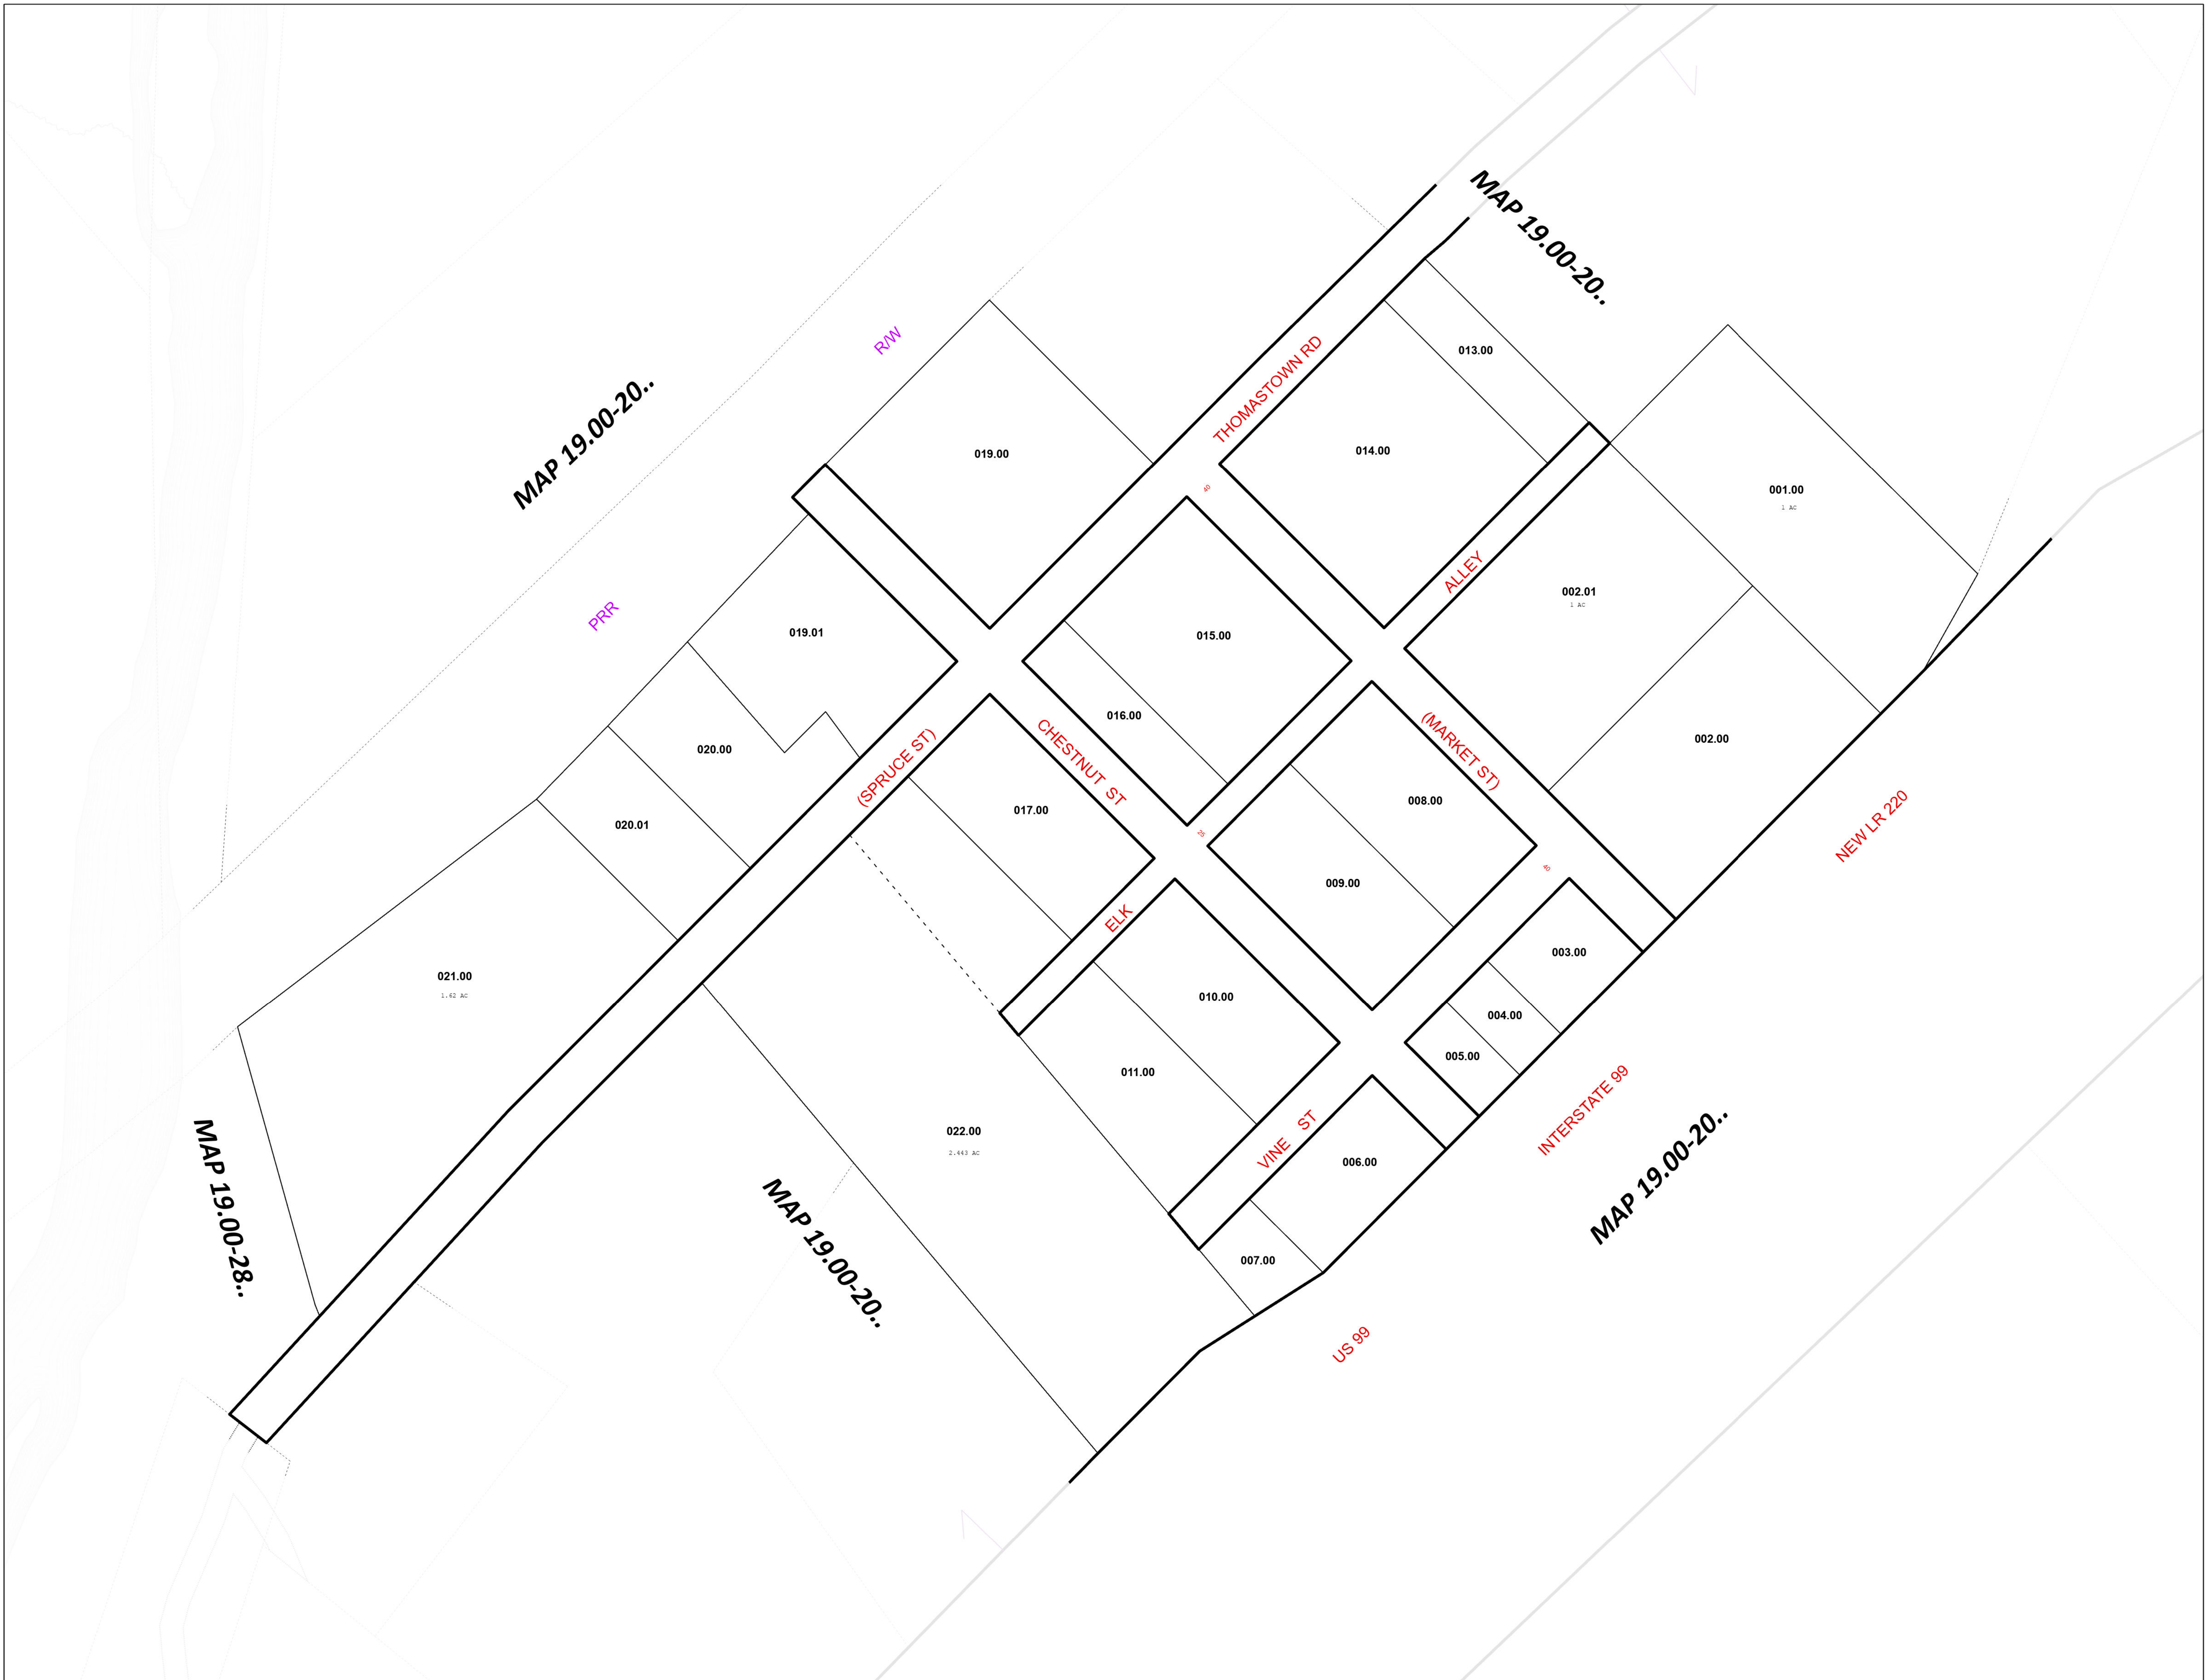 MAP 19.00-20..
R/W
THOMASTOWN RD
013.00
MAP 19.00-20..
019.00
014.00
40
001.00
1 AC
ALLEY
002.01
1 AC
PRR
019.01
015.00
016.00
(MARKET ST)
002.00
020.00
(SPRUCE ST)
CHESTNUT ST
017.00
008.00
020.01
25
NEW LR 220
009.00
40
ELK
003.00
021.00
1.62 AC
010.00
004.00
005.00
011.00
INTERSTATE 99
022.00
2.443 AC
VINE ST
006.00
MAP 19.00-28..
MAP 19.00-20..
MAP 19.00-20..
007.00
US 99